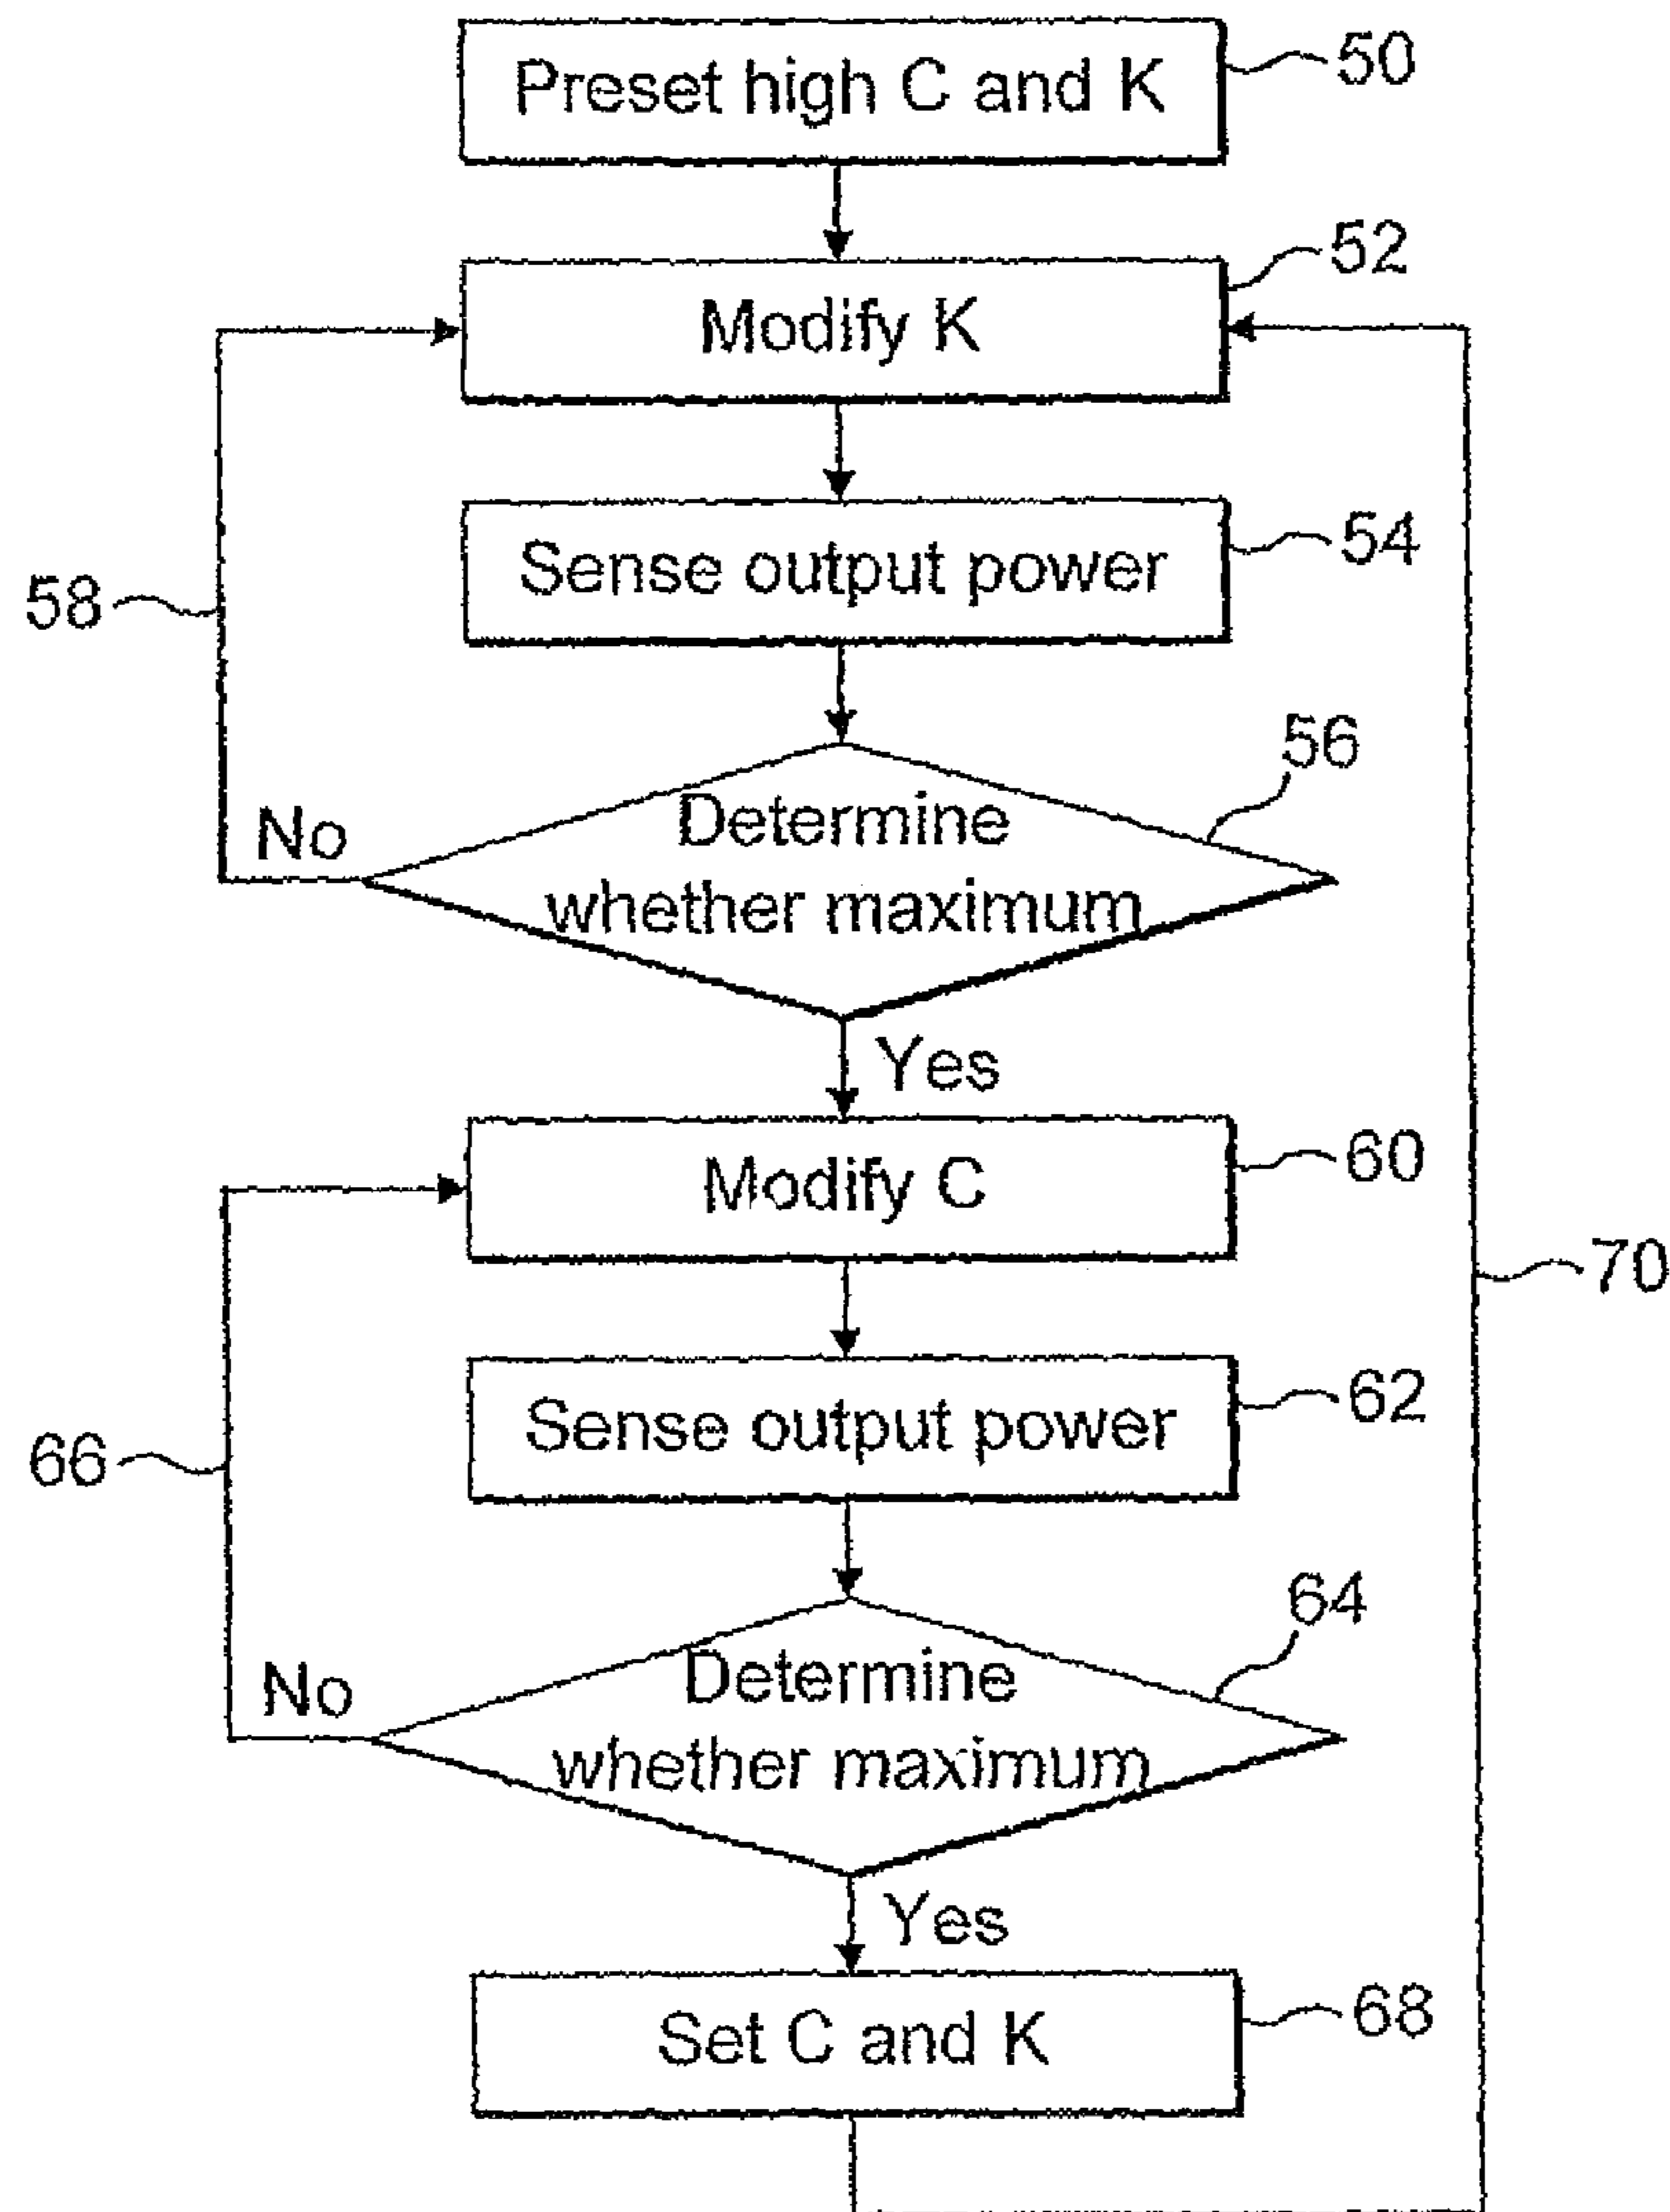 Preset high C and K
50
52
Modify K
Sense output power
54
58
56
Determine
whether maximum
No
Yes
Modify C
60
70
Sense output power
62
66
64
Determine
whether maximum
No
Yes
Set C and K
68